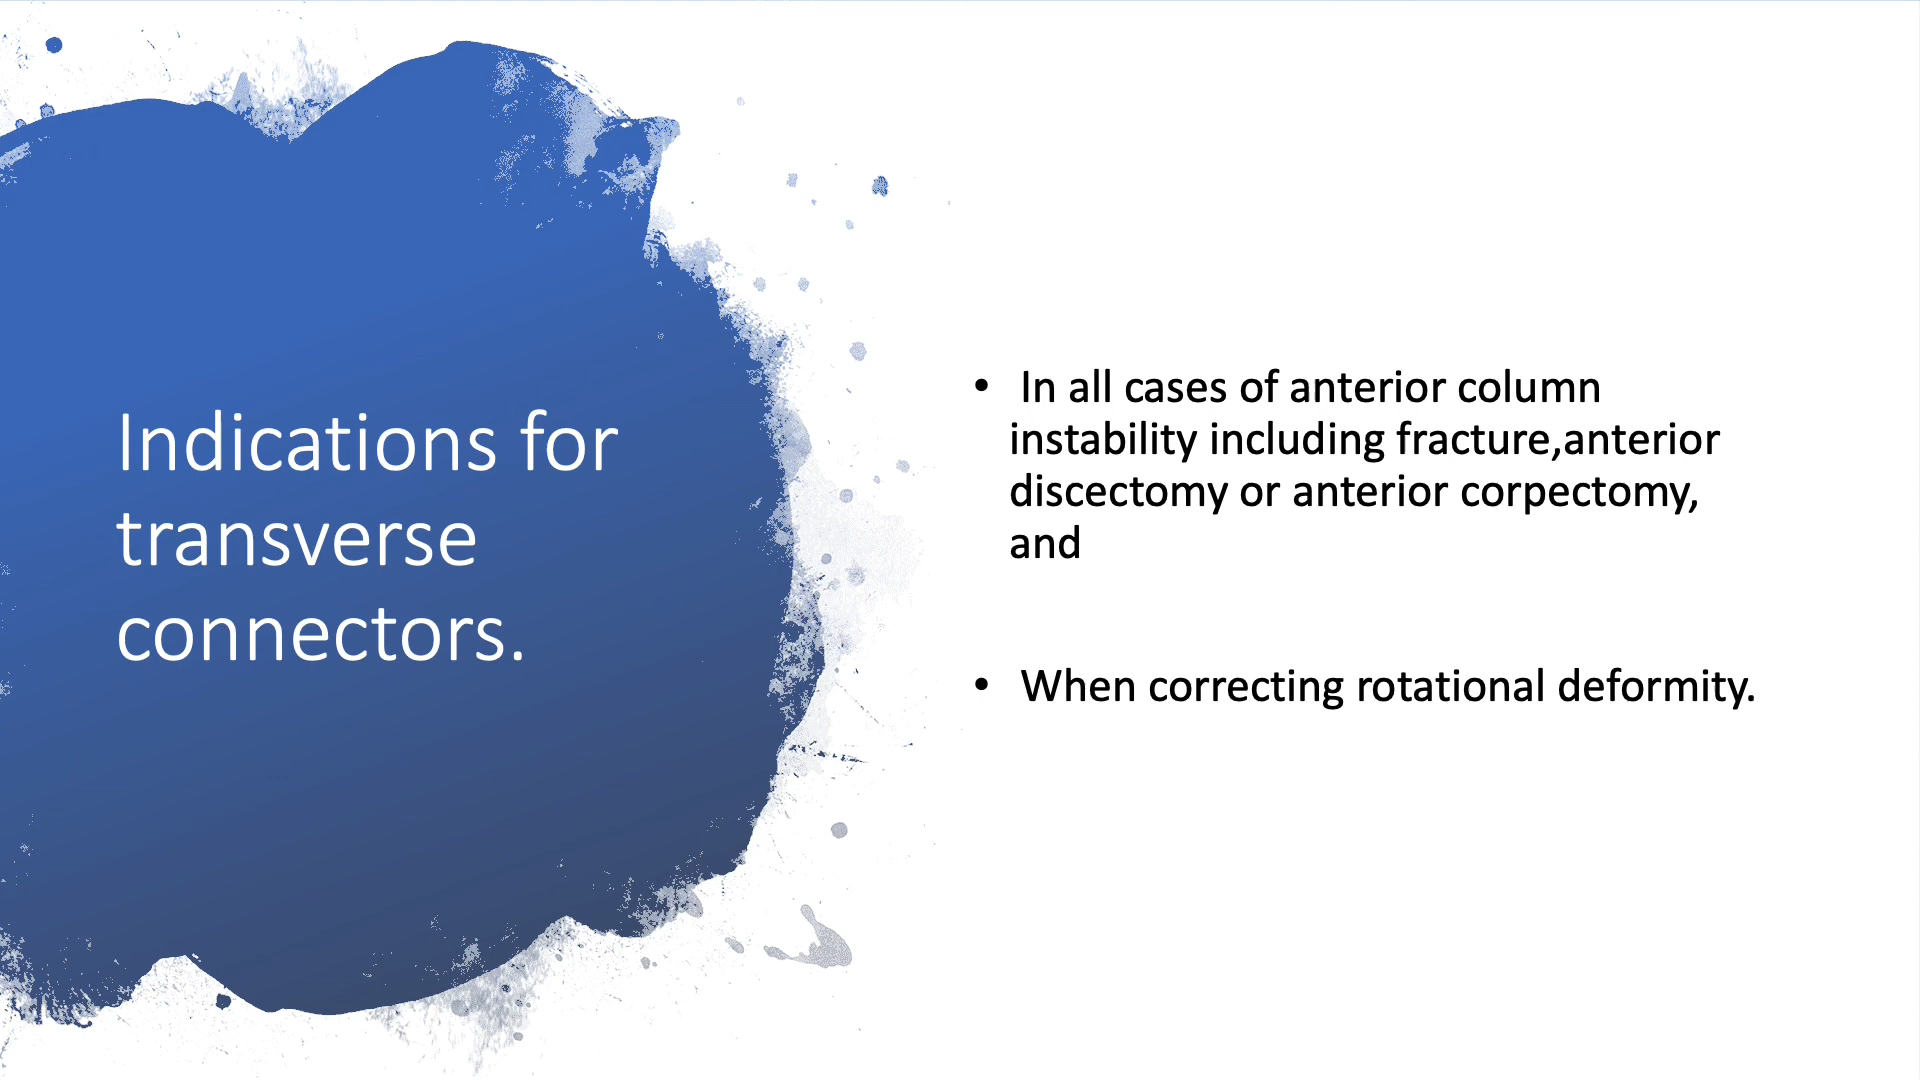 Indications for
transverse
connectors.
• In all cases of anterior column
instability including fracture,anterior
discectomy or anterior corpectomy,
and
• When correcting rotational deformity.